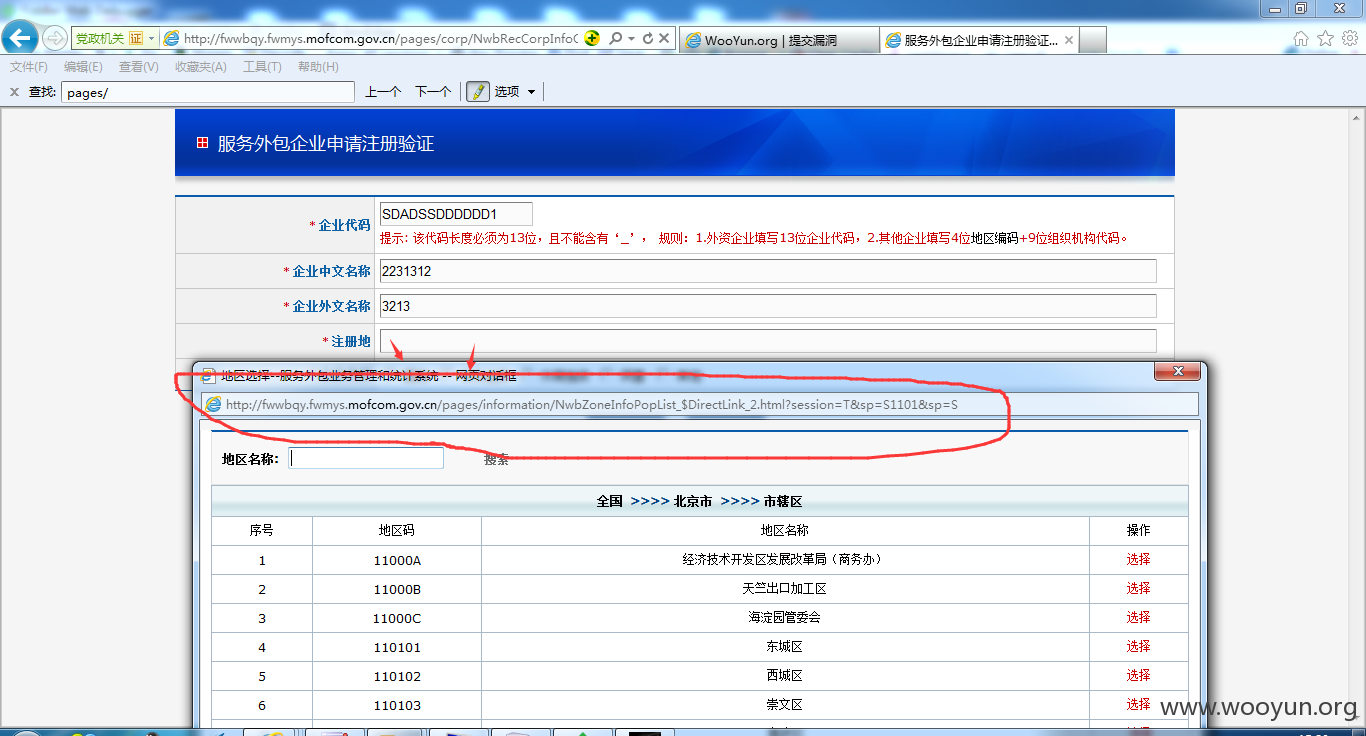 党政机关 证 http://fwwbqy.fwmys.mofcom.gov.cn/pages/corp/NwbRecCorpInfoC WooYun.org | 提交漏洞 服务外包企业申请注册验证...
文件(F) 编辑(E) 查看(V) 收藏夹(A) 工具(T) 帮助(H)
查找: pages/ 上一个 下一个 选项
服务外包企业申请注册验证
*企业代码 SDADSSDDDDDD1
提示: 该代码长度必须为13位，且不能含有‘_’， 规则：1.外资企业填写13位企业代码，2.其他企业填写4位地区编码+9位组织机构代码。
*企业中文名称 2231312
*企业外文名称 3213
*注册地
地区选择--服务外包业务管理和统计系统 -- 网页对话框
http://fwwbqy.fwmys.mofcom.gov.cn/pages/information/NwbZoneInfoPopList_$DirectLink_2.html?session=T&sp=S1101&sp=S
地区名称: 搜索
全国 >>>> 北京市 >>>> 市辖区
序号 地区码 地区名称 操作
1 11000A 经济技术开发区发展改革局（商务办） 选择
2 11000B 天竺出口加工区 选择
3 11000C 海淀园管委会 选择
4 110101 东城区 选择
5 110102 西城区 选择
6 110103 崇文区 选择
www.wooyun.org